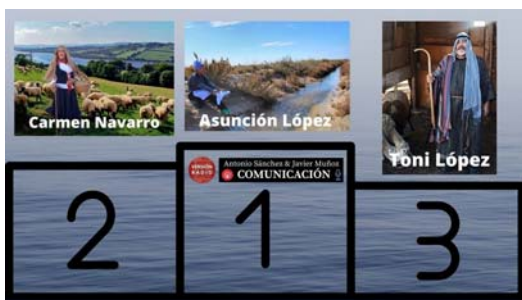 Carmen Navarro
Asunción López
Toni López
VERSIÓN
RADIO
Antonio Sánchez & Javier Muñoz
COMUNICACIÓN
2
1
3